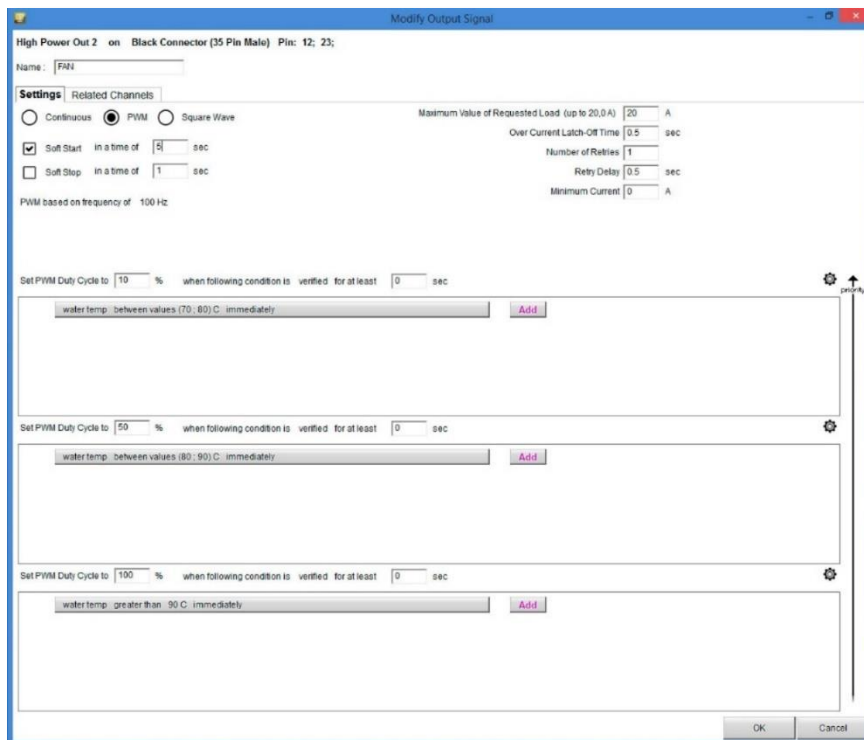 Modify Output Signal
High Power Out 2 on Black Connector (35 Pin Male) Pin: 12; 23;
Name: FAN
Settings Related Channels
Continuous PWM Square Wave
Maximum Value of Requested Load (up to 20,0 A) 20 A
Over Current Latch-Off Time 0.5 sec
Soft Start in a time of 5 sec
Number of Retries 1
Soft Stop in a time of 1 sec
Retry Delay 0.5 sec
Minimum Current 0 A
PWM based on frequency of 100 Hz
Set PWM Duty Cycle to 10 % when following condition is verified for at least 0 sec
priority
water temp between values (70 ; 80) C immediately Add
Set PWM Duty Cycle to 50 % when following condition is verified for at least 0 sec
water temp between values (80 ; 90) C immediately Add
Set PWM Duty Cycle to 100 % when following condition is verified for at least 0 sec
water temp greater than 90 C immediately Add
OK Cancel